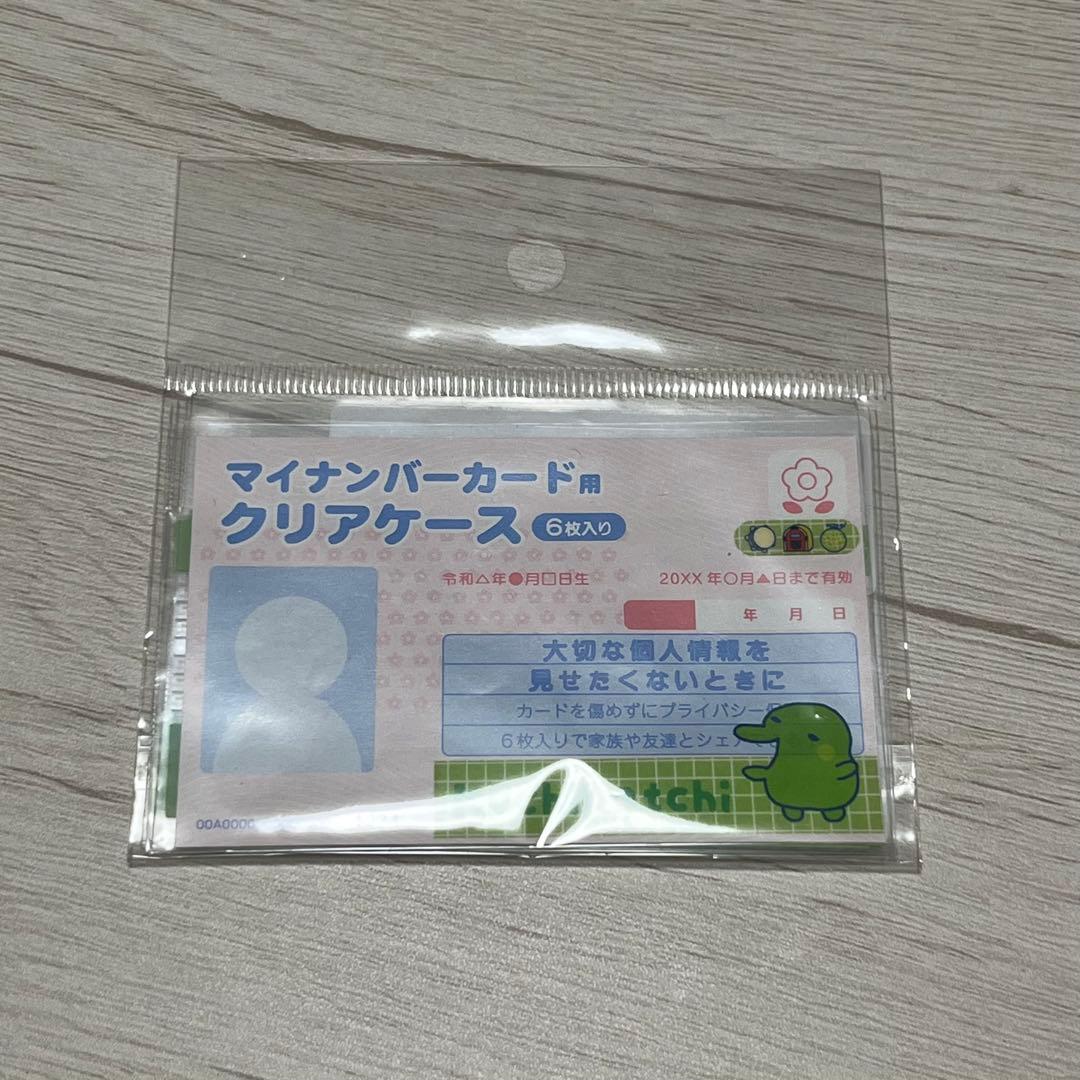 マイナンバーカード用
クリアケース 6枚入り
令和△年●月□日生
20XX年〇月▲日まで有効
年 月 日
大切な個人情報を
見せたくないときに
カードを傷めずにプライバシー
6枚入りで家族や友達とシェア
00A0000